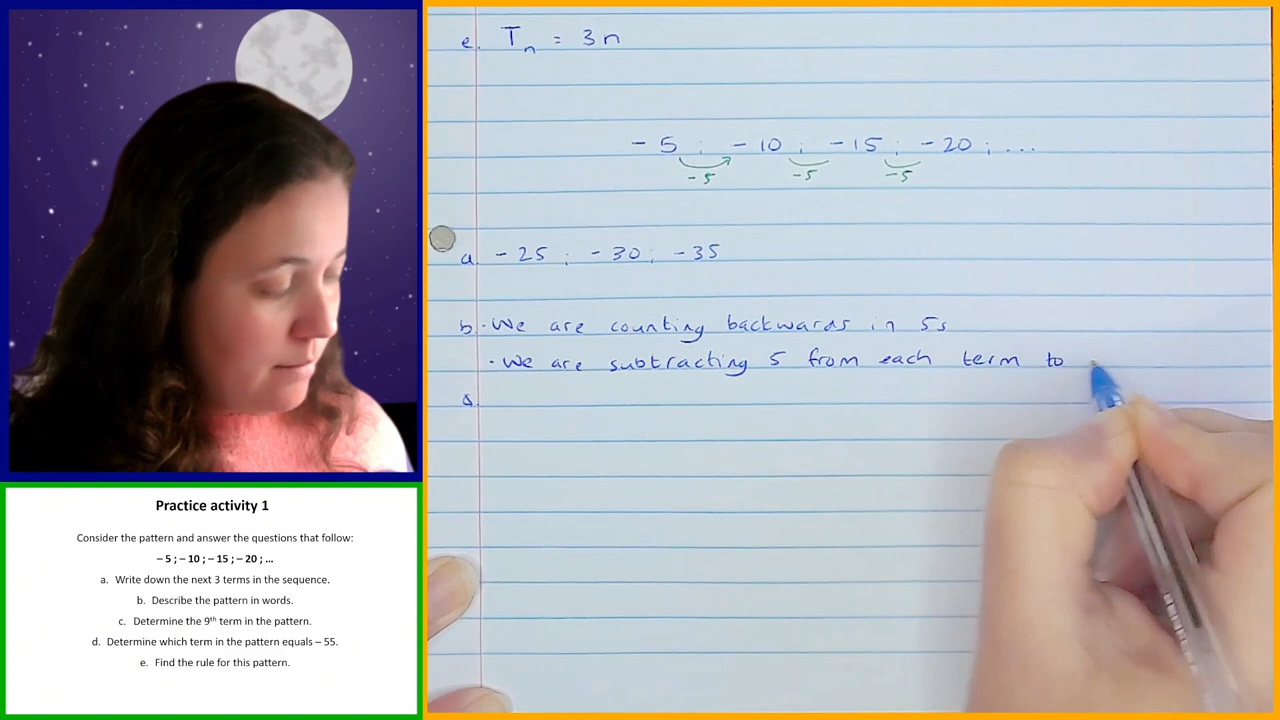 e. Tn = 3n
- 5 ; - 10 ; - 15 ; - 20 ; ...
-5 -5 -5
a. - 25 ; - 30 ; - 35
b. · We are counting backwards in 5s
· We are subtracting 5 from each term to
Practice activity 1
Consider the pattern and answer the questions that follow:
– 5 ; – 10 ; – 15 ; – 20 ; ...
a. Write down the next 3 terms in the sequence.
b. Describe the pattern in words.
c. Determine the 9th term in the pattern.
d. Determine which term in the pattern equals – 55.
e. Find the rule for this pattern.